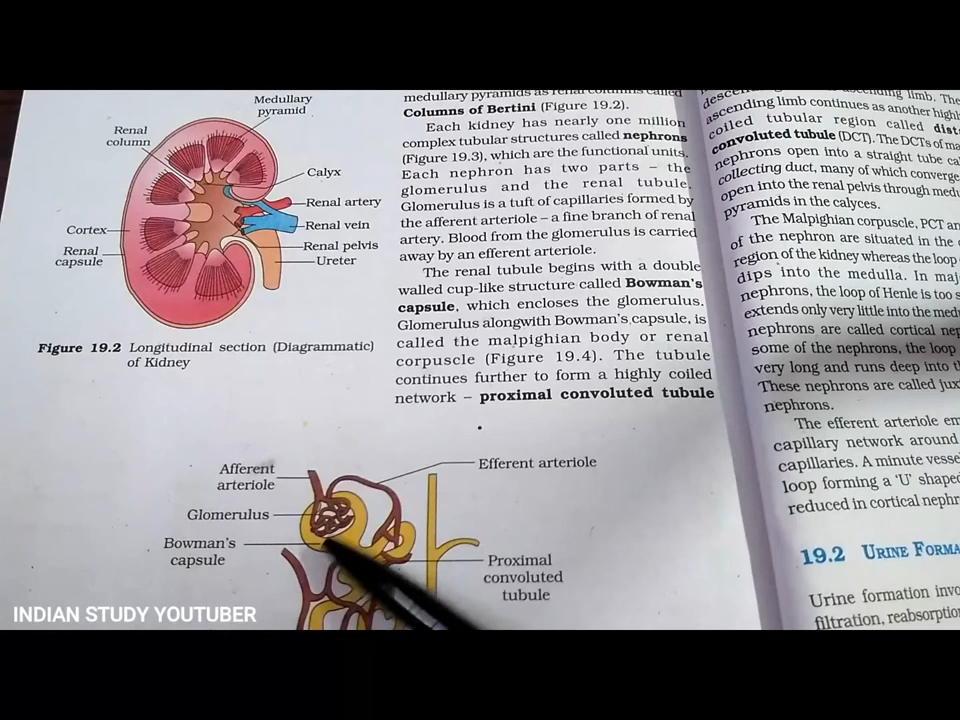 Medullary
pyramid
Renal
column
Calyx
Renal artery
Renal vein
Cortex
Renal pelvis
Renal
capsule
Ureter
Figure 19.2 Longitudinal section (Diagrammatic)
of Kidney
medullary pyramids as renal columns called
Columns of Bertini (Figure 19.2).
Each kidney has nearly one million
complex tubular structures called nephrons
(Figure 19.3), which are the functional units.
Each nephron has two parts – the
glomerulus and the renal tubule.
Glomerulus is a tuft of capillaries formed by
the afferent arteriole – a fine branch of renal
artery. Blood from the glomerulus is carried
away by an efferent arteriole.
The renal tubule begins with a double
walled cup-like structure called Bowman's
capsule, which encloses the glomerulus.
Glomerulus alongwith Bowman's capsule, is
called the malpighian body or renal
corpuscle (Figure 19.4). The tubule
continues further to form a highly coiled
network – proximal convoluted tubule
Afferent
arteriole
Efferent arteriole
Glomerulus
Bowman's
capsule
Proximal
convoluted
tubule
ascending limb. The
ascending limb continues as another highl
coiled tubular region called dist
convoluted tubule (DCT). The DCTs of ma
nephrons open into a straight tube cal
collecting duct, many of which converge
open into the renal pelvis through medu
pyramids in the calyces.
The Malpighian corpuscle, PCT an
of the nephron are situated in the c
region of the kidney whereas the loop
dips into the medulla. In maj
nephrons, the loop of Henle is too s
extends only very little into the med
nephrons are called cortical nep
some of the nephrons, the loop
very long and runs deep into t
These nephrons are called jux
nephrons.
The efferent arteriole em
capillary network around
capillaries. A minute vesse
loop forming a 'U' shaped
reduced in cortical nephr
19.2 URINE FORMA
Urine formation invo
filtration, reabsorption
INDIAN STUDY YOUTUBER